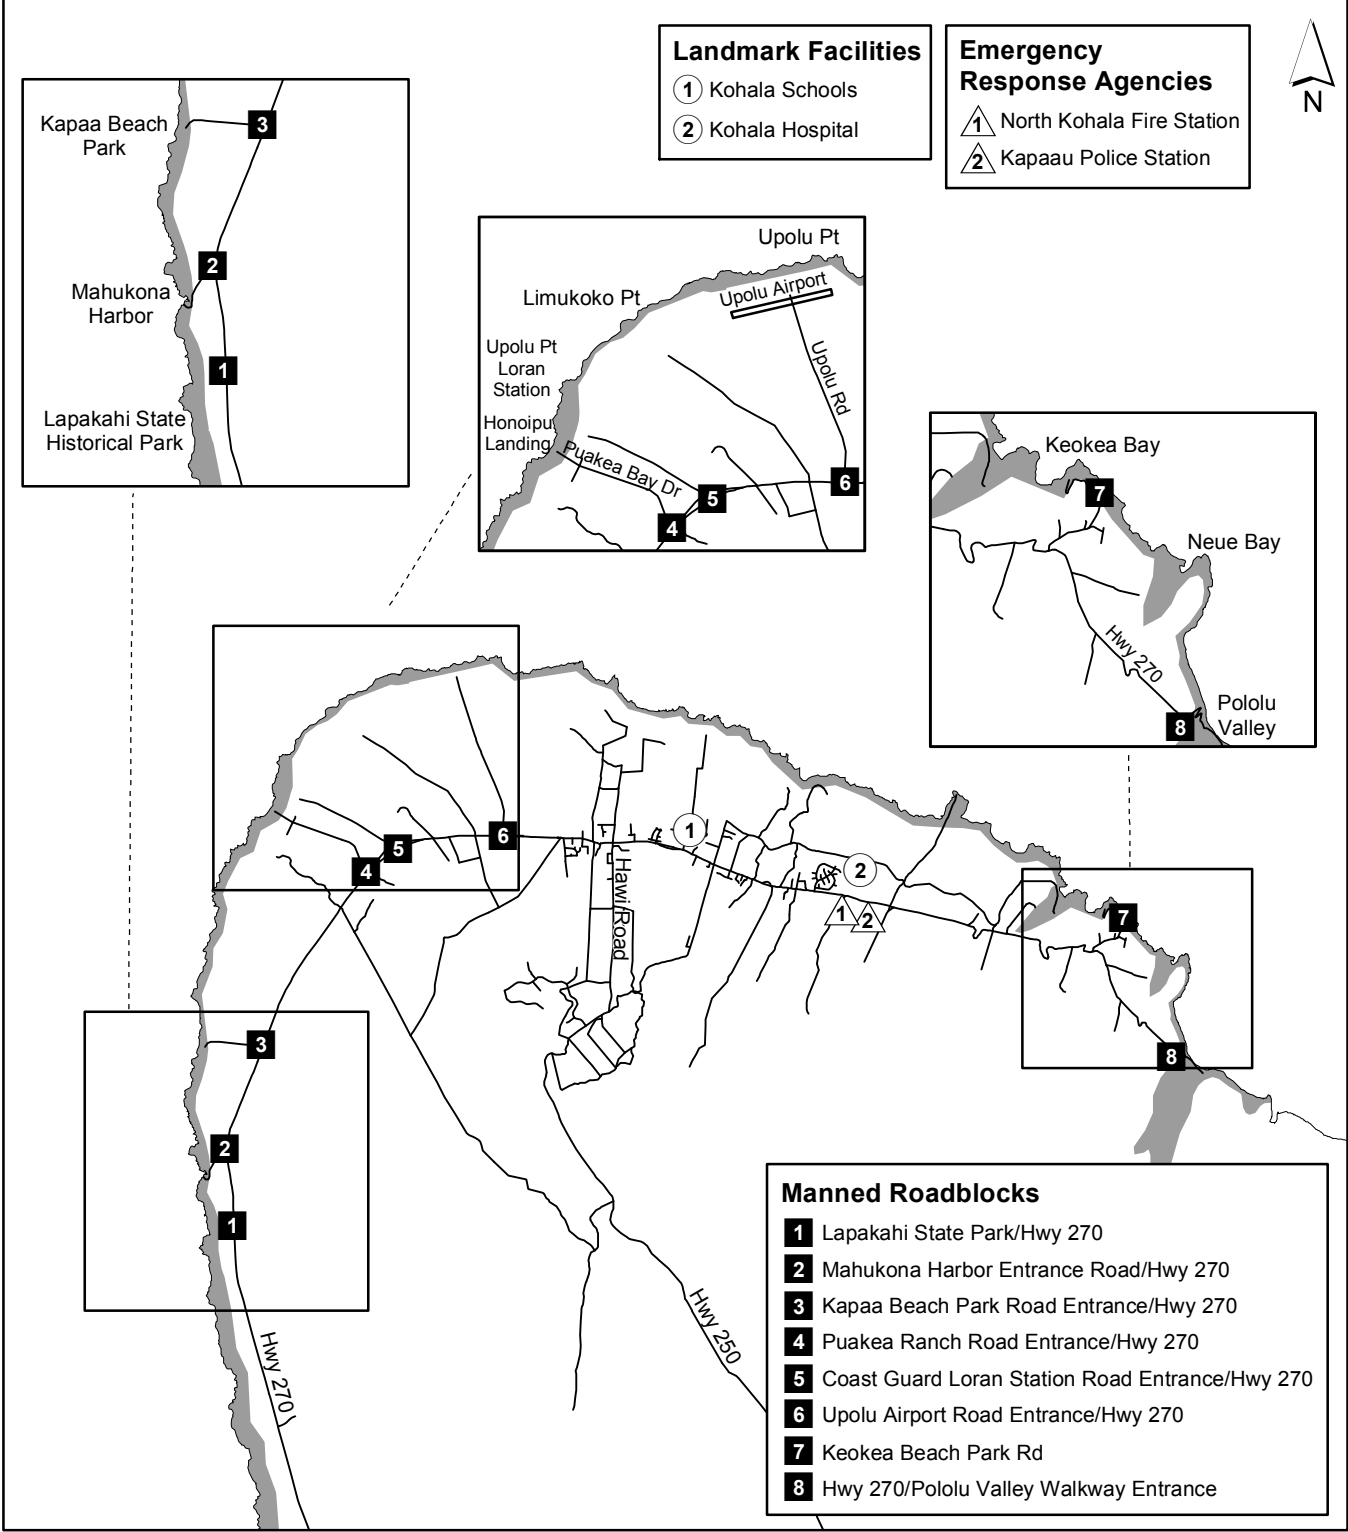 Landmark Facilities
1 Kohala Schools
2 Kohala Hospital
Emergency
Response Agencies
1 North Kohala Fire Station
2 Kapaau Police Station
N
Kapaa Beach
Park
3
2
Mahukona
Harbor
1
Lapakahi State
Historical Park
Upolu Pt
Limukoko Pt
Upolu Airport
Upolu Pt
Loran
Station
Upolu Rd
Honoipu
Landing
Puakea Bay Dr
6
5
4
Keokea Bay
7
Neue Bay
Hwy 270
Pololu
Valley
8
6
5
4
1
2
Hawi Road
1
2
7
3
8
2
1
Hwy 270
Hwy 250
Manned Roadblocks
1 Lapakahi State Park/Hwy 270
2 Mahukona Harbor Entrance Road/Hwy 270
3 Kapaa Beach Park Road Entrance/Hwy 270
4 Puakea Ranch Road Entrance/Hwy 270
5 Coast Guard Loran Station Road Entrance/Hwy 270
6 Upolu Airport Road Entrance/Hwy 270
7 Keokea Beach Park Rd
8 Hwy 270/Pololu Valley Walkway Entrance